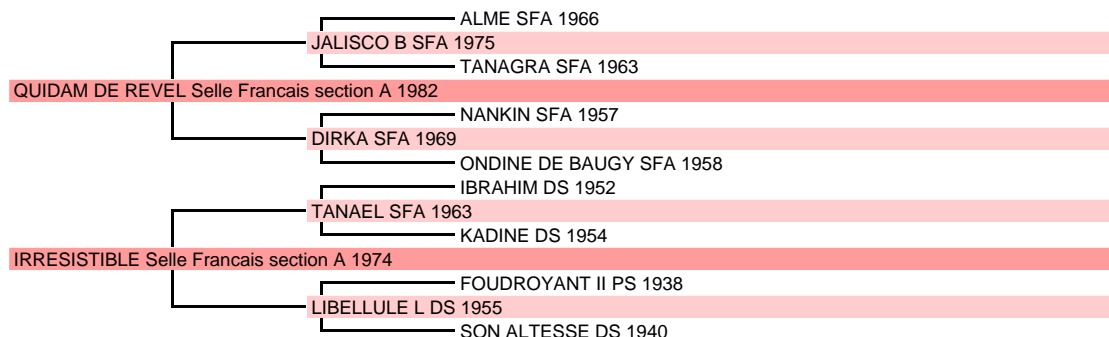 ALME SFA 1966
JALISCO B SFA 1975
TANAGRA SFA 1963
QUIDAM DE REVEL Selle Francais section A 1982
NANKIN SFA 1957
DIRKA SFA 1969
ONDINE DE BAUGY SFA 1958
IBRAHIM DS 1952
TANAEL SFA 1963
KADINE DS 1954
IRRESISTIBLE Selle Francais section A 1974
FOUDROYANT II PS 1938
LIBELLULE L DS 1955
SON ALTESSE DS 1940